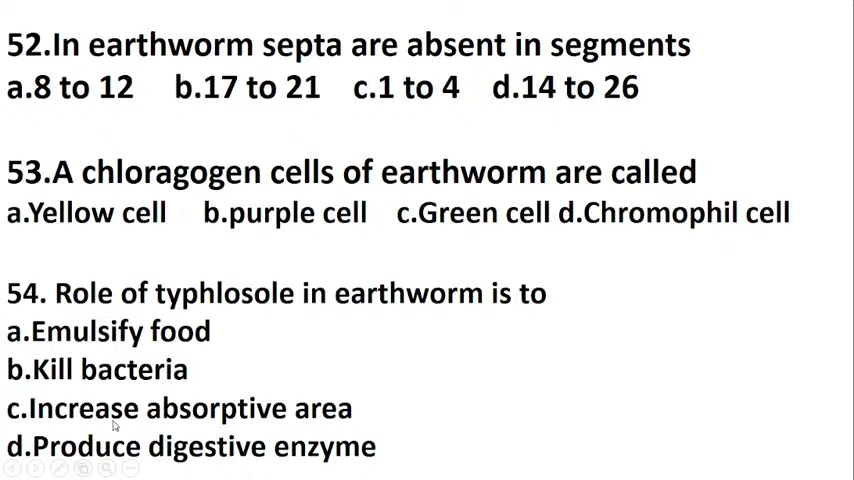 52.In earthworm septa are absent in segments
a.8 to 12 b.17 to 21 c.1 to 4 d.14 to 26
53.A chloragogen cells of earthworm are called
a.Yellow cell b.purple cell c.Green cell d.Chromophil cell
54. Role of typhlosole in earthworm is to
a.Emulsify food
b.Kill bacteria
c.Increase absorptive area
d.Produce digestive enzyme